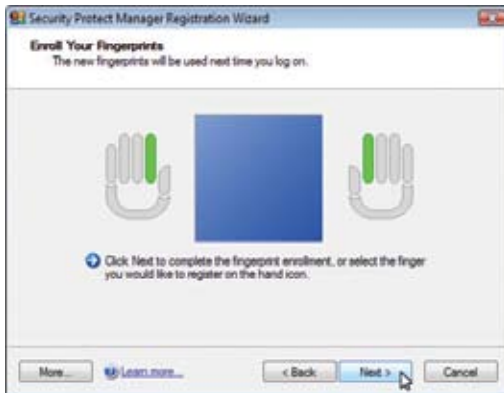 Security Protect Manager Registration Wizard
Enroll Your Fingerprints
The new fingerprints will be used next time you log on.
Click Next to complete the fingerprint enrollment, or select the finger
you would like to register on the hand icon.
More... Learn more... < Back Next > Cancel